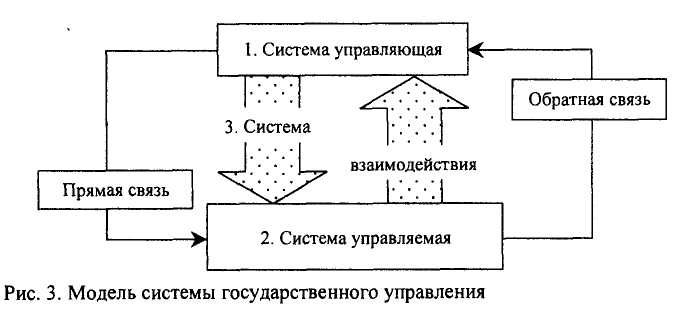 1. Система управляющая
Обратная связь
3. Система
взаимодействия
Прямая связь
2. Система управляемая
Рис. 3. Модель системы государственного управления